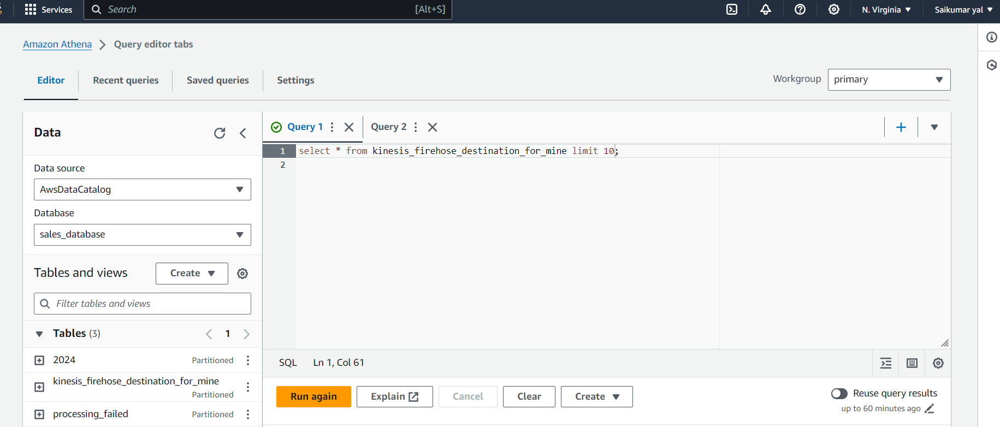 Services
Search
[Alt+S]
N. Virginia
Saikumar yal
Amazon Athena
Query editor tabs
Editor
Recent queries
Saved queries
Settings
Workgroup
primary
Data
Data source
AwsDataCatalog
Database
sales_database
Tables and views
Create
Filter tables and views
Tables (3)
1
2024
Partitioned
kinesis_firehose_destination_for_mine
Partitioned
processing_failed
Partitioned
Query 1
Query 2
1 select * from kinesis_firehose_destination_for_mine limit 10;
2
SQL
Ln 1, Col 61
Run again
Explain
Cancel
Clear
Create
Reuse query results
up to 60 minutes ago